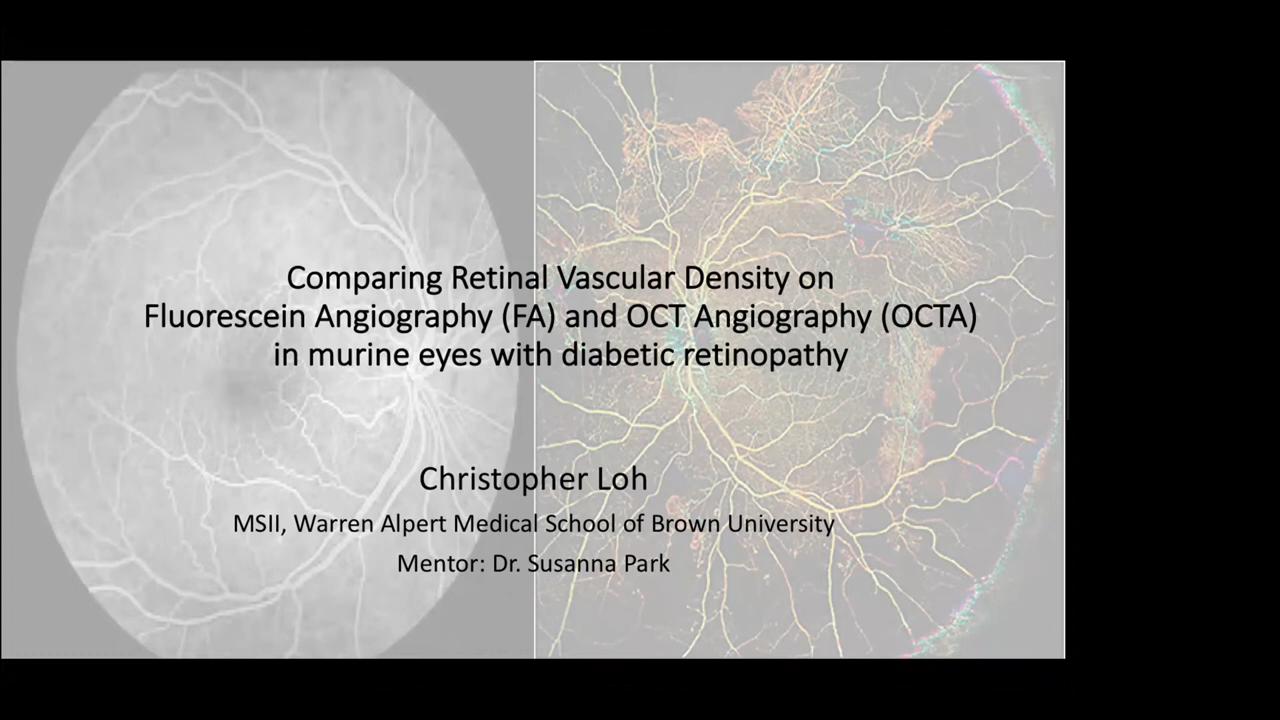 Comparing Retinal Vascular Density on
Fluorescein Angiography (FA) and OCT Angiography (OCTA)
in murine eyes with diabetic retinopathy
Christopher Loh
MSII, Warren Alpert Medical School of Brown University
Mentor: Dr. Susanna Park